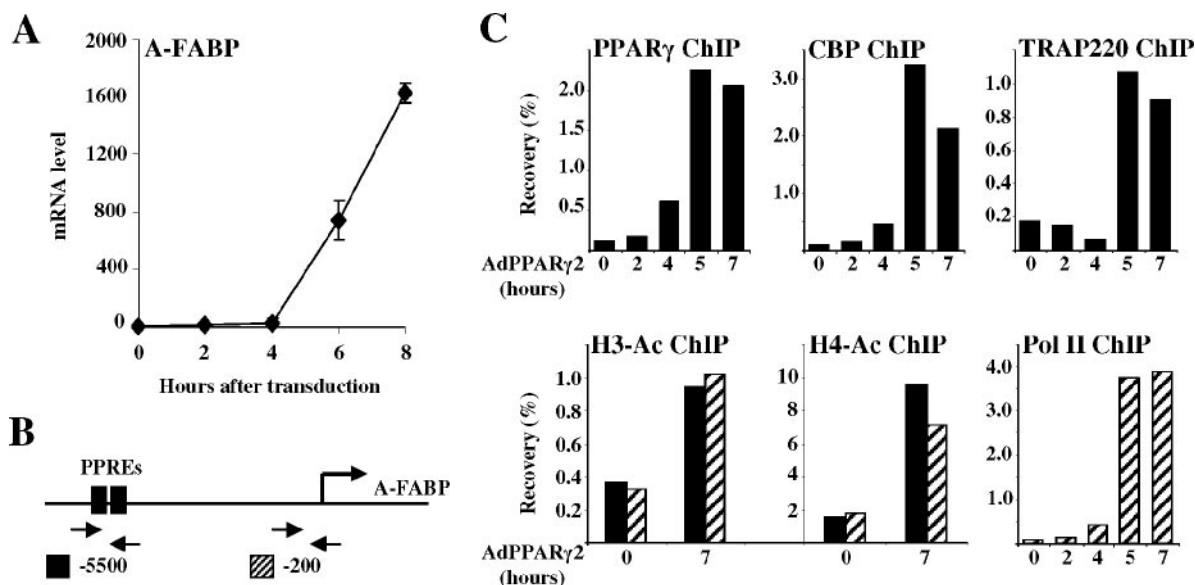 A
A-FABP
2000
1600
1200
800
400
0
mRNA level
0 2 4 6 8
Hours after transduction
B
PPREs
A-FABP
-5500
-200
C
PPARγ ChIP
CBP ChIP
TRAP220 ChIP
Recovery (%)
2.0
1.5
1.0
0.5
3.0
2.0
1.0
1.0
0.8
0.6
0.4
0.2
AdPPARγ2
(hours)
0 2 4 5 7
0 2 4 5 7
0 2 4 5 7
H3-Ac ChIP
H4-Ac ChIP
Pol II ChIP
Recovery (%)
1.0
0.8
0.6
0.4
0.2
10
8
6
4
2
4.0
3.0
2.0
1.0
AdPPARγ2
(hours)
0 7
0 7
0 2 4 5 7